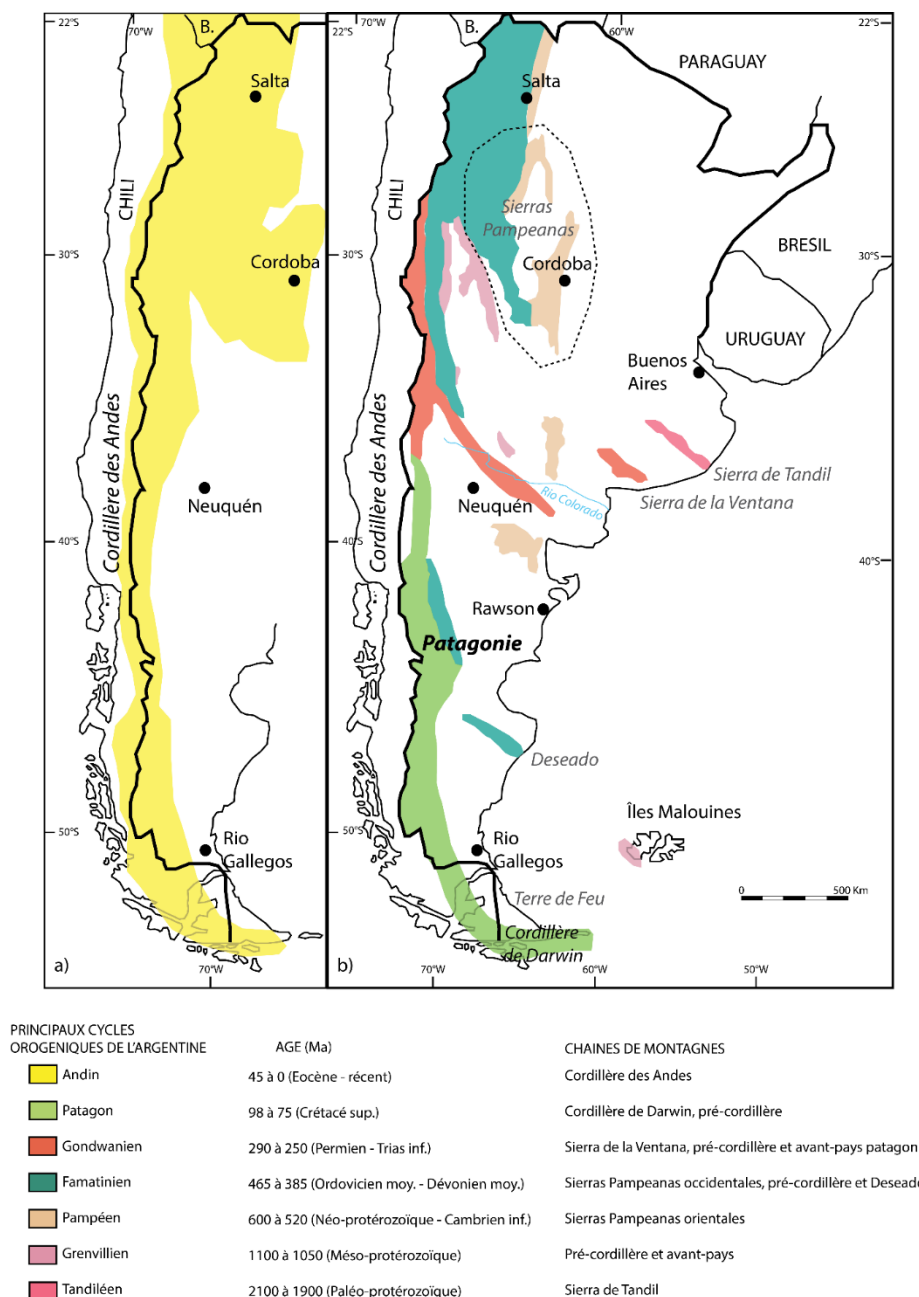 22°S
70°W
B.
22°S
70°W
B.
60°W
22°S
PARAGUAY
Salta
Salta
CHILI
CHILI
Sierras
Pampeanas
BRESIL
30°S
Cordoba
30°S
Cordoba
30°S
URUGUAY
Buenos
Aires
Cordillère des Andes
Cordillère des Andes
Sierra de Tandil
Neuquén
Neuquén
Rio Colorado
Sierra de la Ventana
40°S
40°S
40°S
Rawson
Patagonie
Deseado
Îles Malouines
50°S
Rio
Gallegos
50°S
Rio
Gallegos
0 500 Km
Terre de Feu
Cordillère
de Darwin
a)
70°W
b)
70°W
60°W
50°W
PRINCIPAUX CYCLES
OROGENIQUES DE L'ARGENTINE AGE (Ma) CHAINES DE MONTAGNES
Andin 45 à 0 (Eocène - récent) Cordillère des Andes
Patagon 98 à 75 (Crétacé sup.) Cordillère de Darwin, pré-cordillère
Gondwanien 290 à 250 (Permien - Trias inf.) Sierra de la Ventana, pré-cordillère et avant-pays patagon
Famatinien 465 à 385 (Ordovicien moy. - Dévonien moy.) Sierras Pampeanas occidentales, pré-cordillère et Desead
Pampéen 600 à 520 (Néo-protérozoïque - Cambrien inf.) Sierras Pampeanas orientales
Grenvillien 1100 à 1050 (Méso-protérozoïque) Pré-cordillère et avant-pays
Tandiléen 2100 à 1900 (Paléo-protérozoïque) Sierra de Tandil